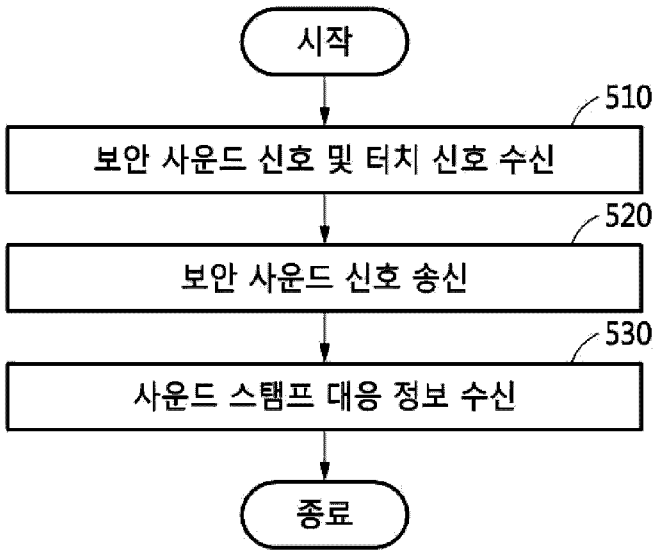 시작
510
보안 사운드 신호 및 터치 신호 수신
520
보안 사운드 신호 송신
530
사운드 스탬프 대응 정보 수신
종료